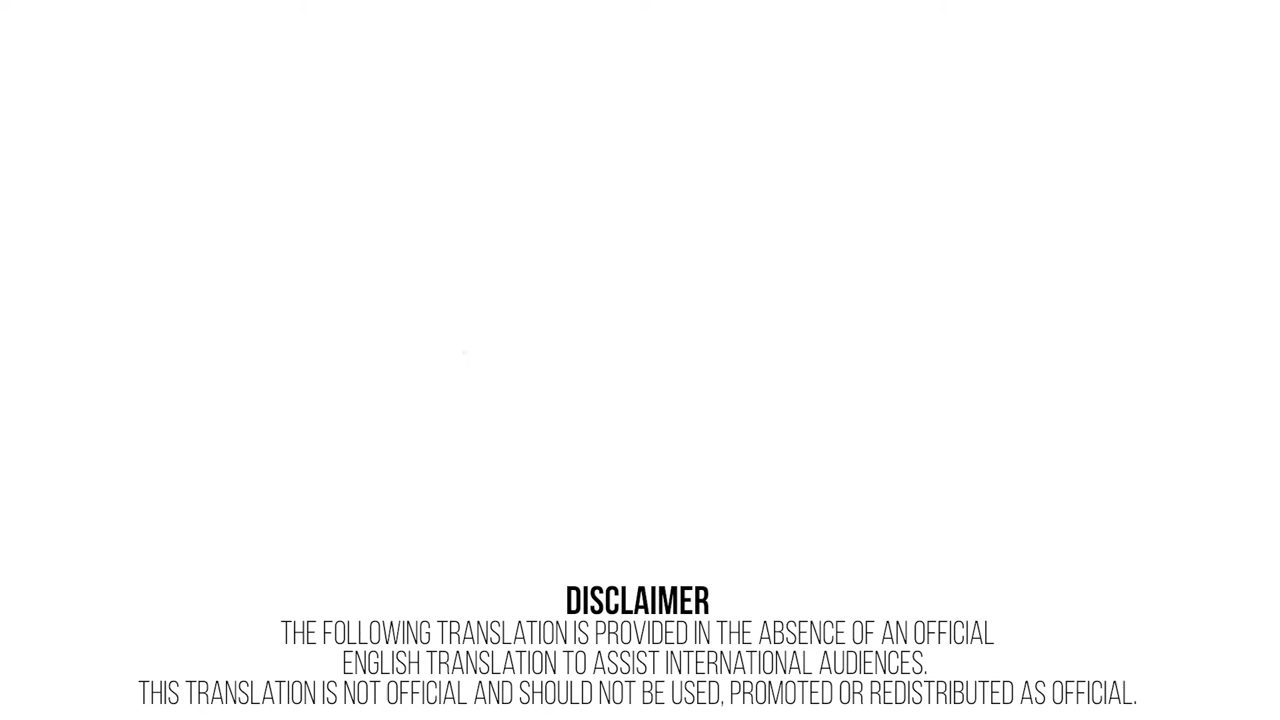 DISCLAIMER
THE FOLLOWING TRANSLATION IS PROVIDED IN THE ABSENCE OF AN OFFICIAL
ENGLISH TRANSLATION TO ASSIST INTERNATIONAL AUDIENCES.
THIS TRANSLATION IS NOT OFFICIAL AND SHOULD NOT BE USED, PROMOTED OR REDISTRIBUTED AS OFFICIAL.